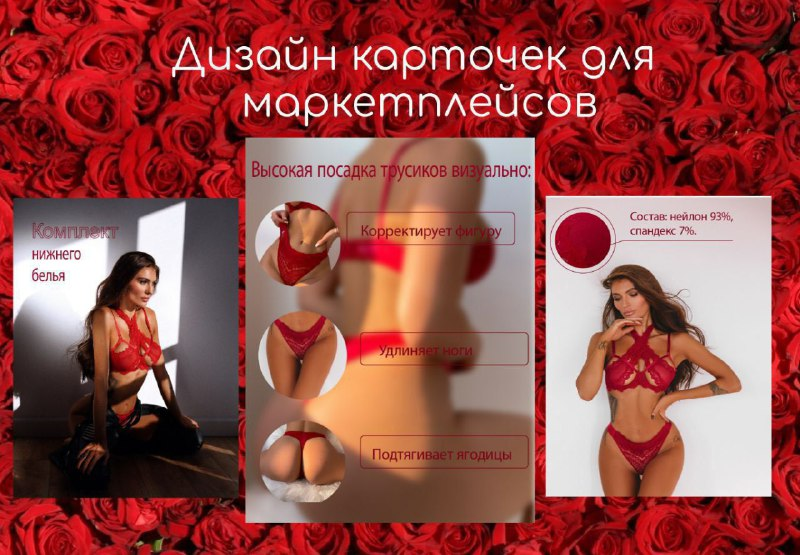 Дизайн карточек для
маркетплейсов
Комплект
нижнего
белья
Высокая посадка трусиков визуально:
Корректирует фигуру
Удлиняет ноги
Подтягивает ягодицы
Состав: нейлон 93%,
спандекс 7%.